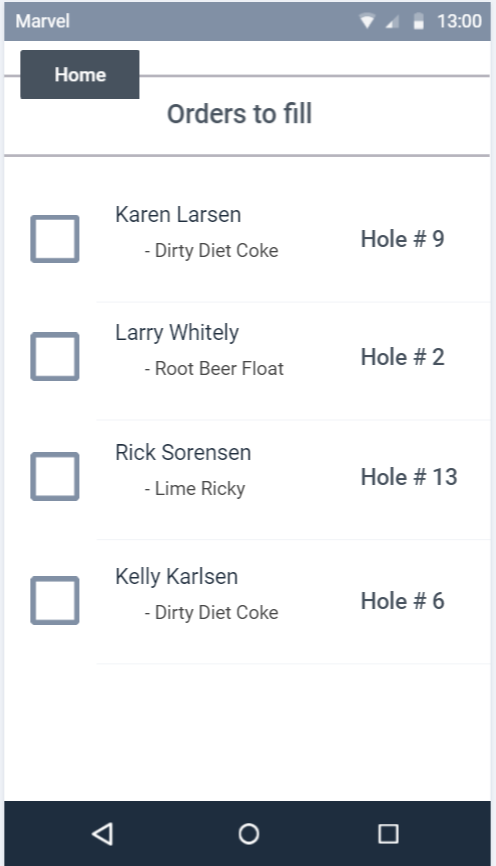 Marvel 13:00
Home
Orders to fill
Karen Larsen
- Dirty Diet Coke
Hole # 9
Larry Whitely
- Root Beer Float
Hole # 2
Rick Sorensen
- Lime Ricky
Hole # 13
Kelly Karlsen
- Dirty Diet Coke
Hole # 6